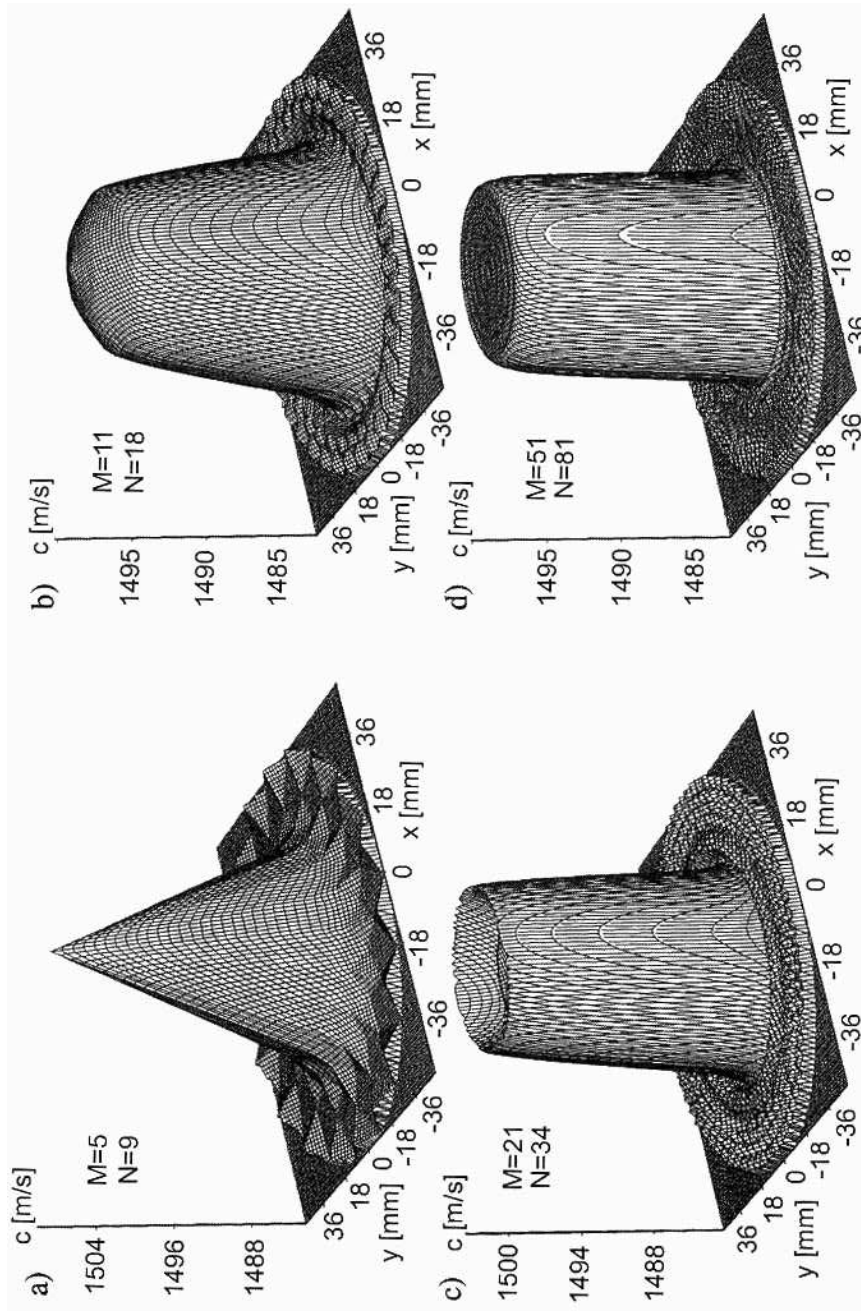 a)
c [m/s]
M=5
N=9
1504
1496
1488
36
18
0
-18
-36
y [mm]
-36
-18
0
18
36
x [mm]
b)
c [m/s]
M=11
N=18
1495
1490
1485
36
18
0
-18
-36
y [mm]
-36
-18
0
18
36
x [mm]
c)
c [m/s]
M=21
N=34
1500
1494
1488
36
18
0
-18
-36
y [mm]
-36
-18
0
18
36
x [mm]
d)
c [m/s]
M=51
N=81
1495
1490
1485
36
18
0
-18
-36
y [mm]
-36
-18
0
18
36
x [mm]